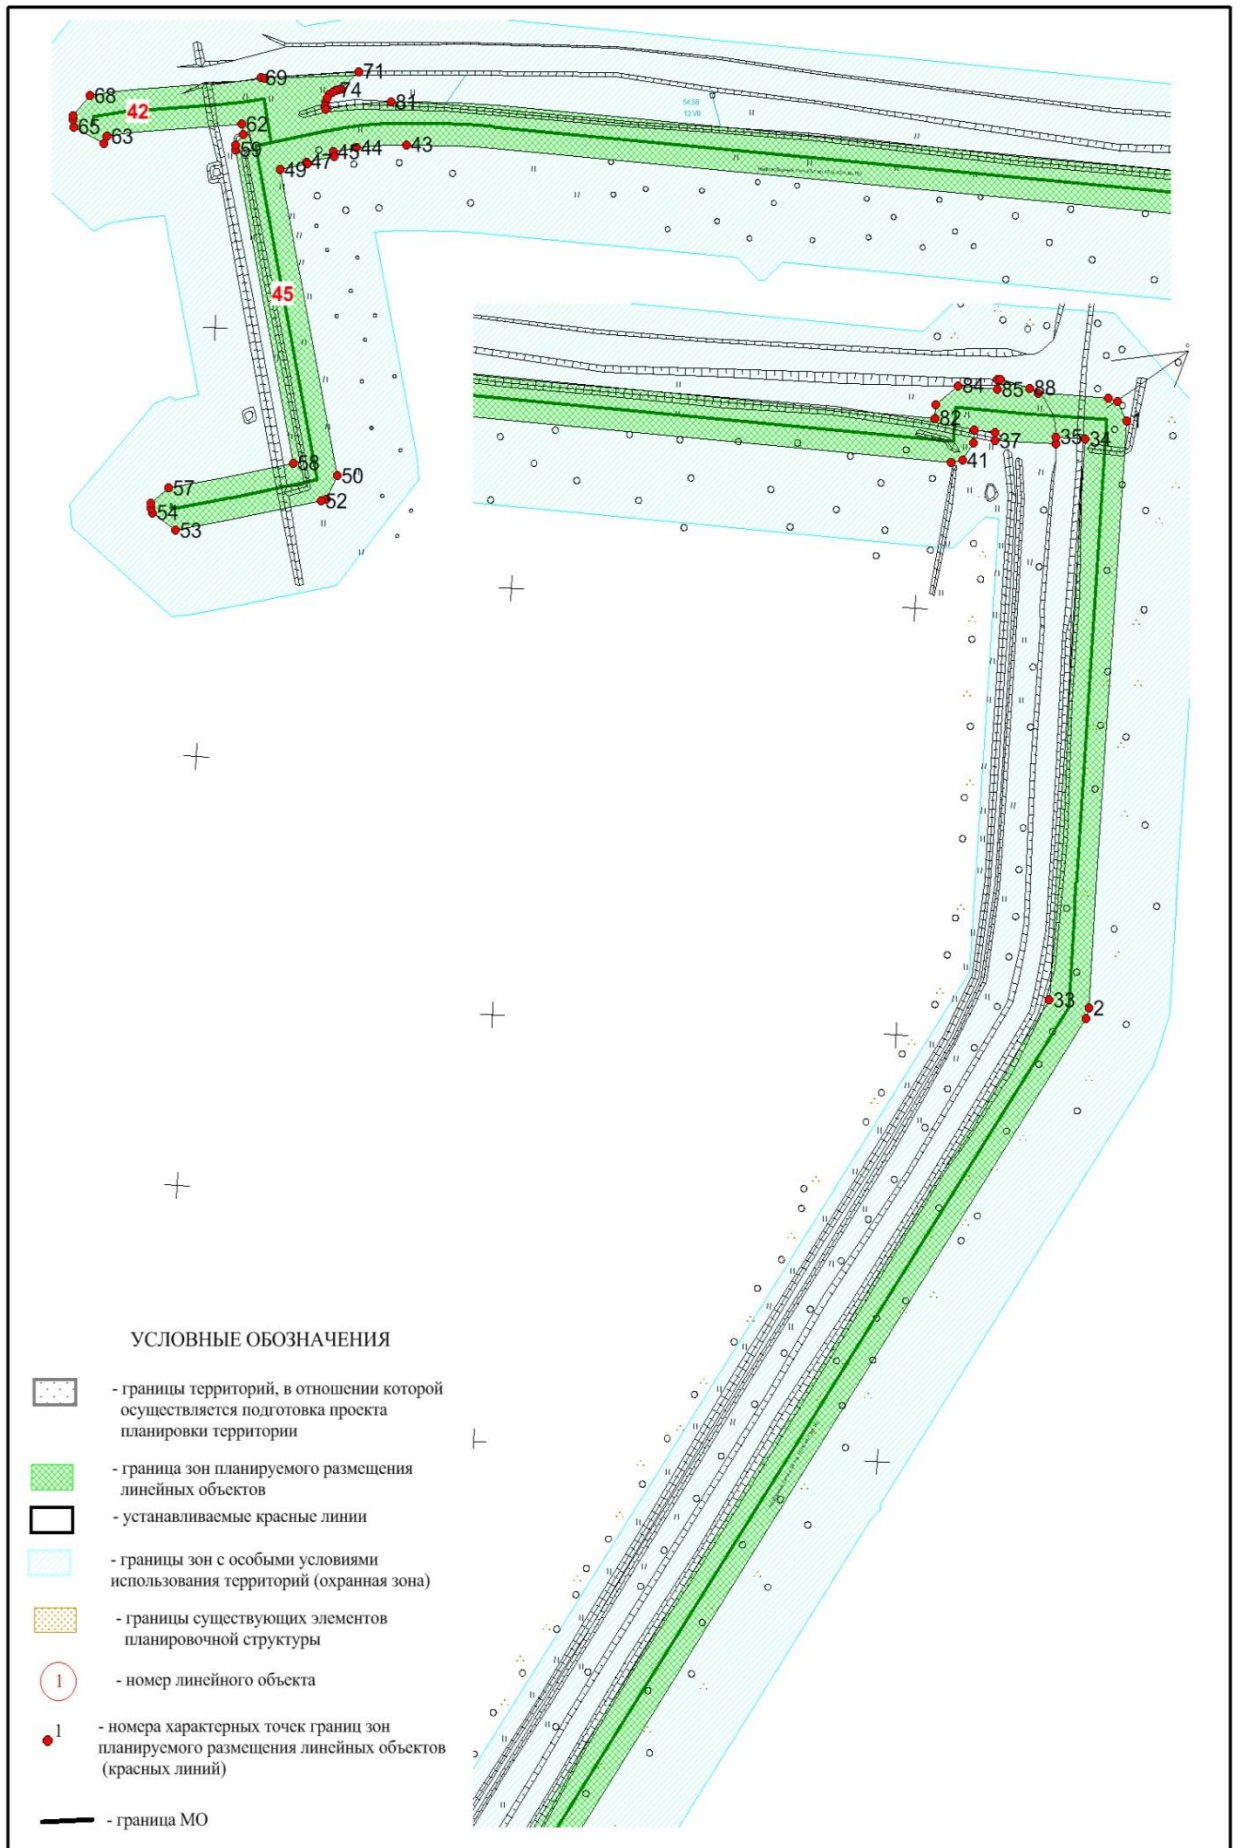 71
69
68
74
42
81
65
63
62
59
49
47
45
44
43
54.58
53.VB
45
58
50
57
52
54
53
84
85
88
82
1
37
35
34
41
33
2
УСЛОВНЫЕ ОБОЗНАЧЕНИЯ
- границы территорий, в отношении которой
осуществляется подготовка проекта
планировки территории
- граница зон планируемого размещения
линейных объектов
- устанавливаемые красные линии
- границы зон с особыми условиями
использования территорий (охранная зона)
- границы существующих элементов
планировочной структуры
1 - номер линейного объекта
1 - номера характерных точек границ зон
планируемого размещения линейных объектов
(красных линий)
- граница МО